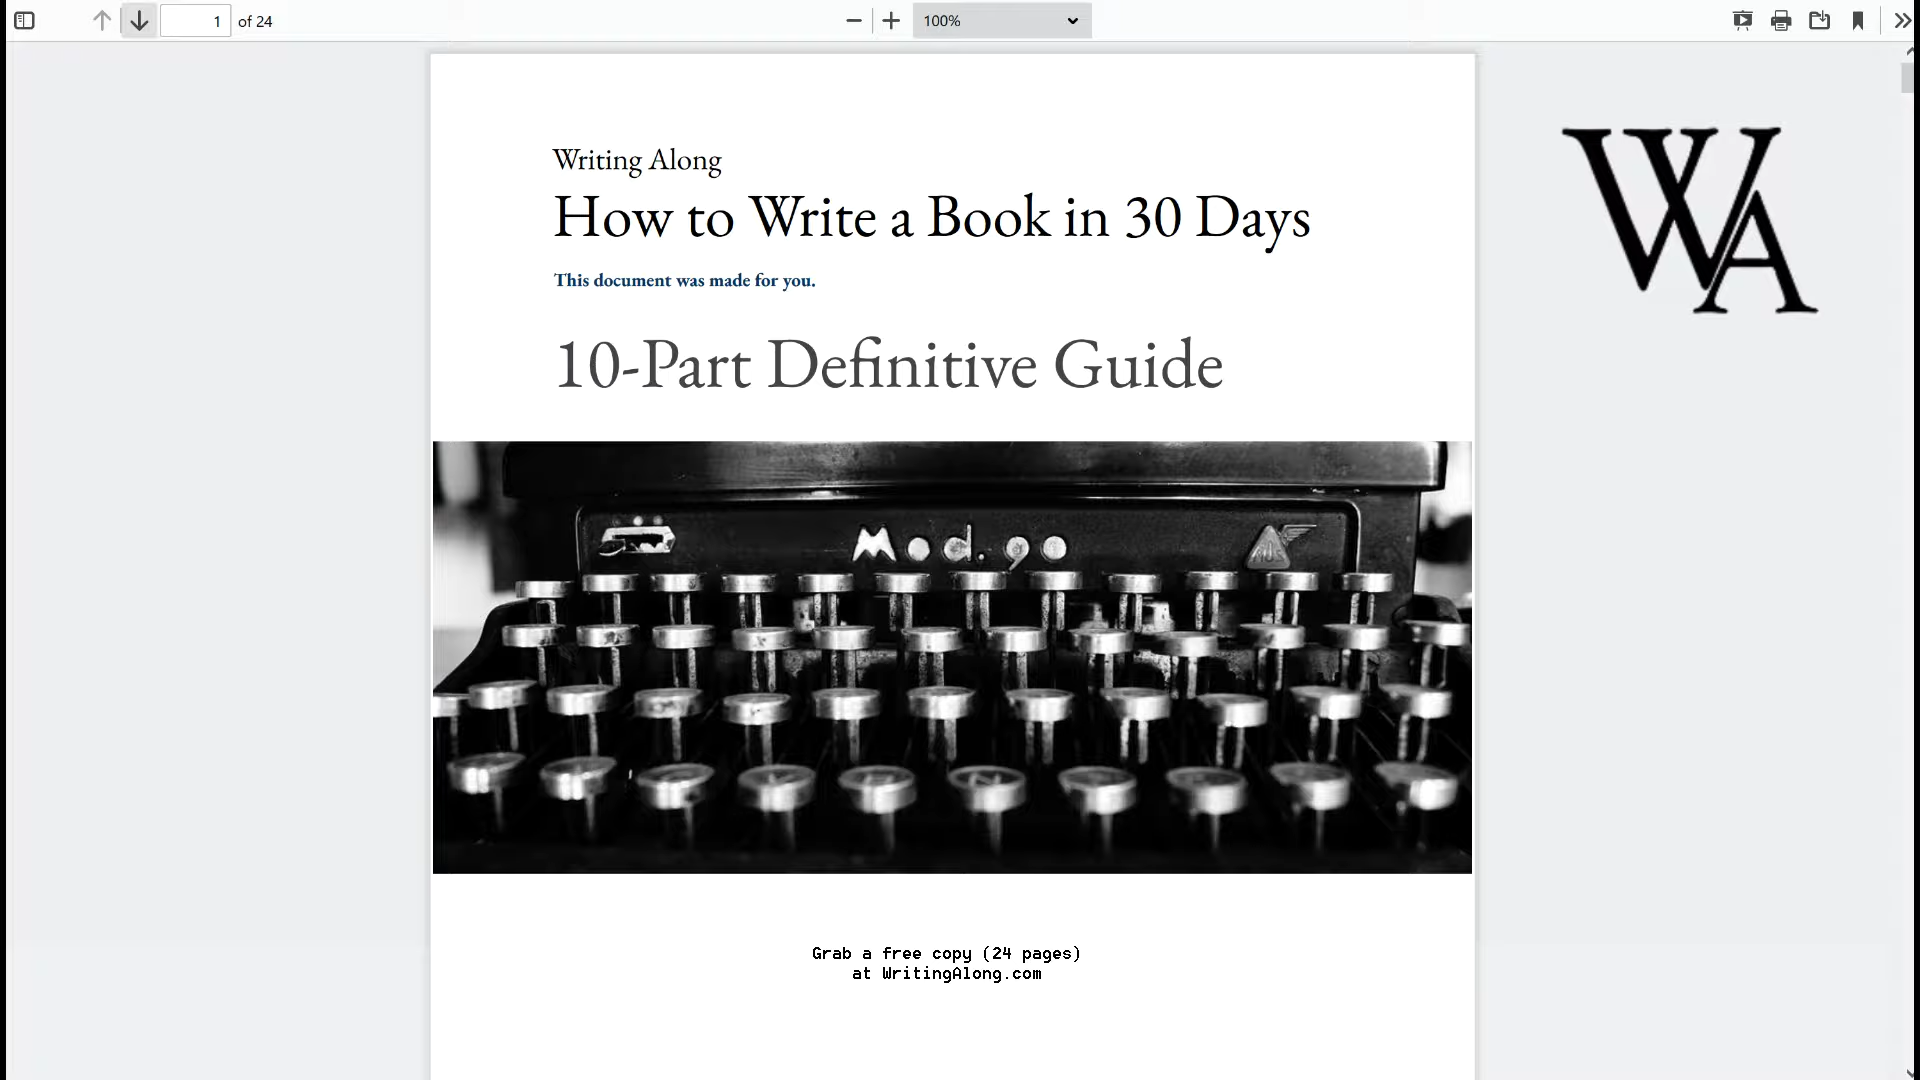 1 of 24
100%
Writing Along
How to Write a Book in 30 Days
This document was made for you.
10-Part Definitive Guide
WA
Mod. 90
Grab a free copy (24 pages)
at WritingAlong.com